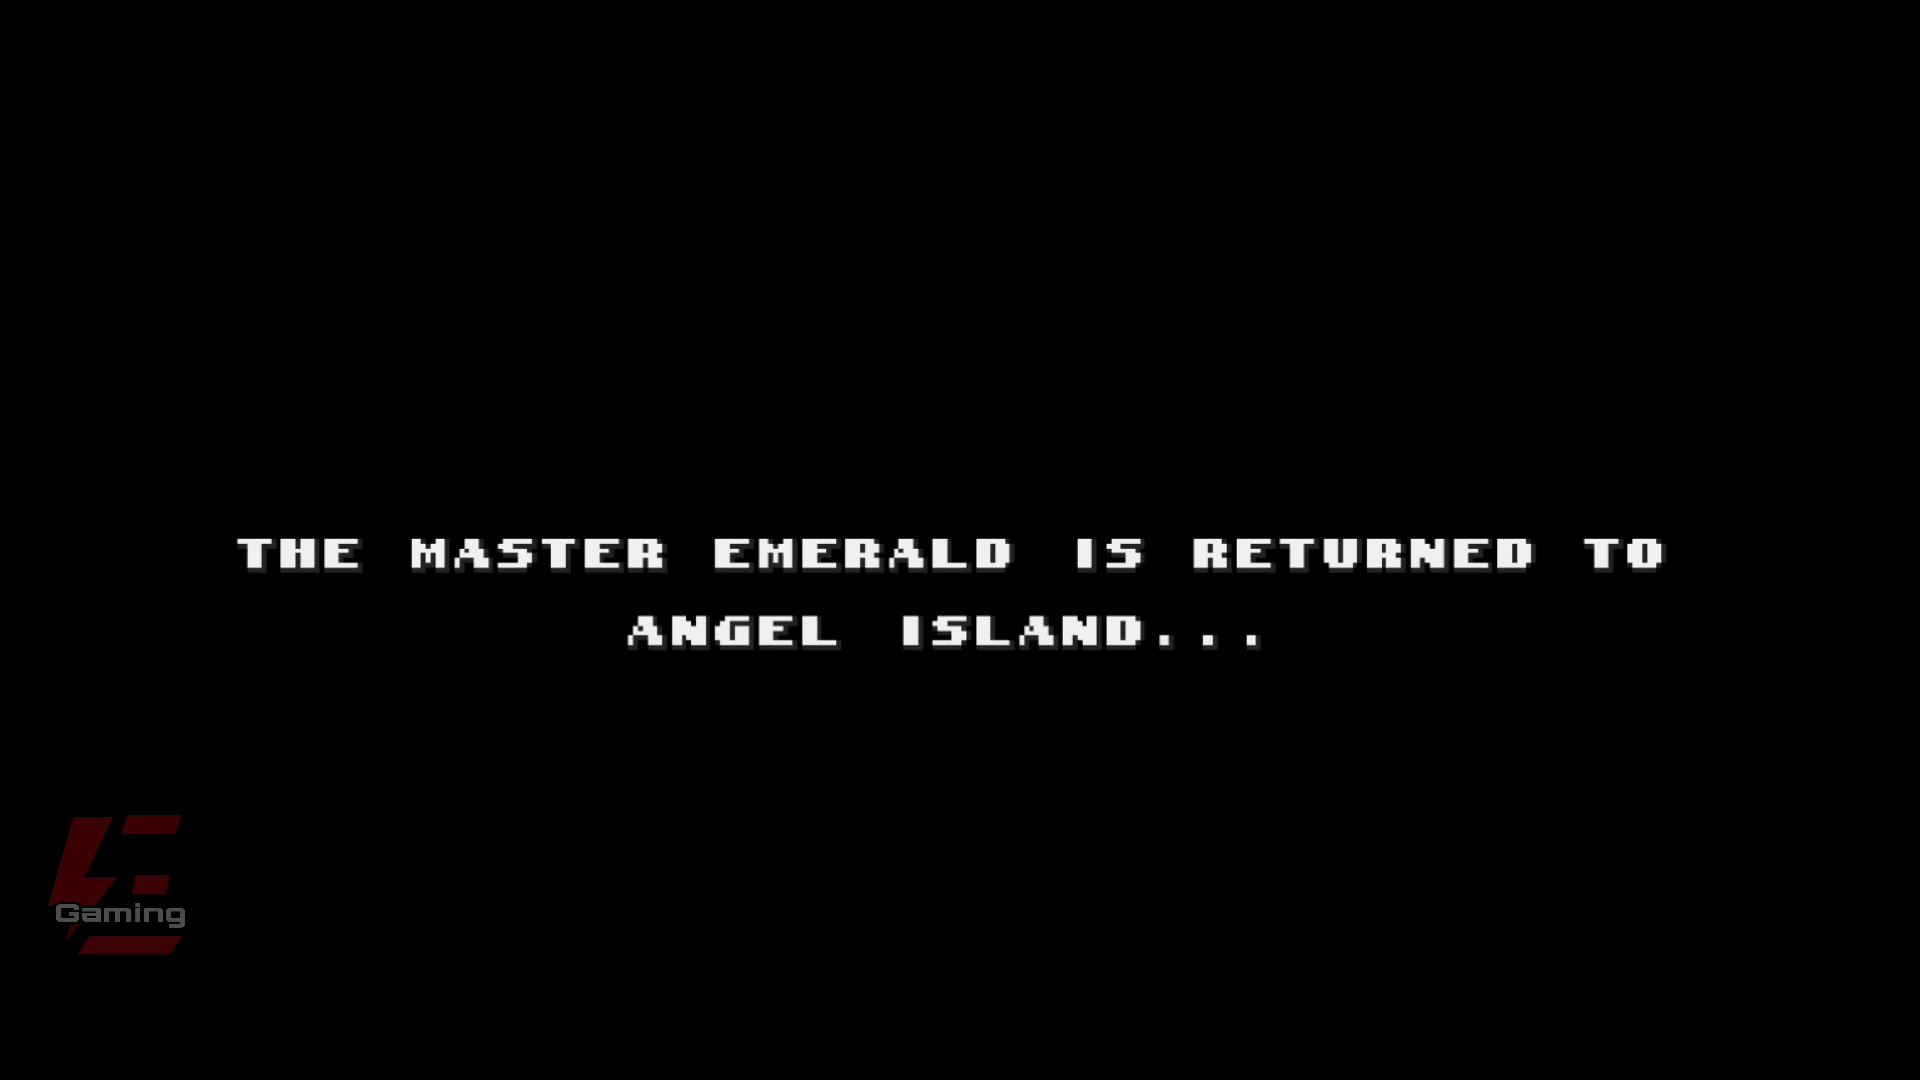 THE MASTER EMERALD IS RETURNED TO
ANGEL ISLAND...
Gaming